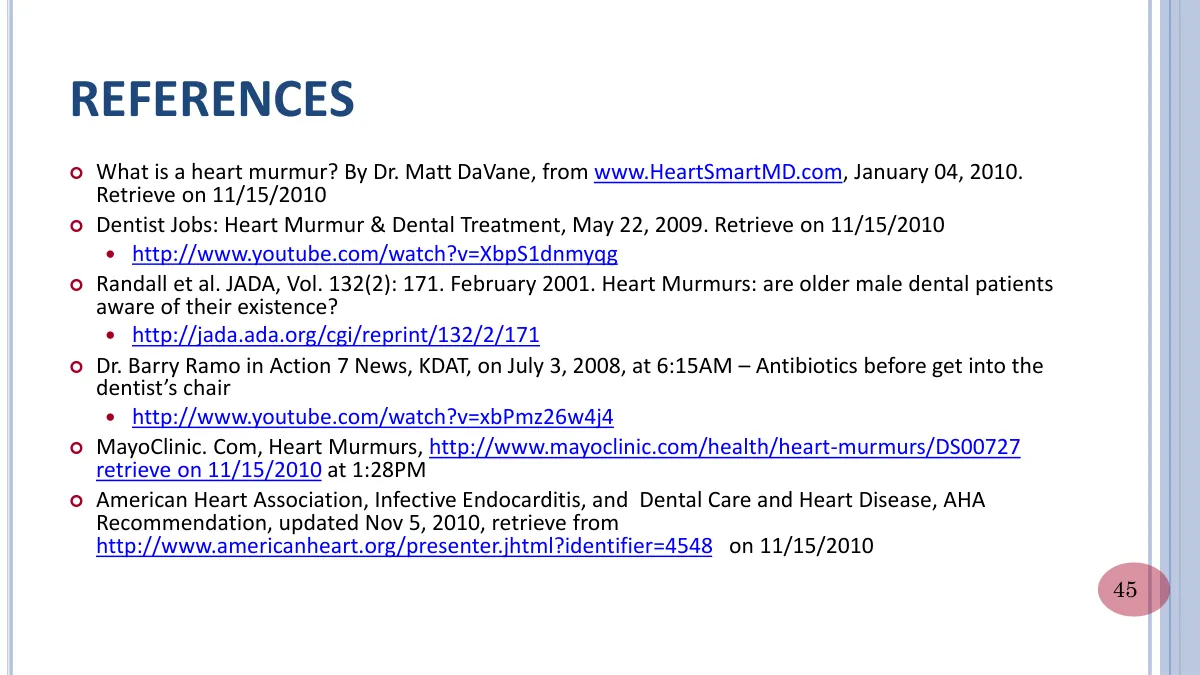 REFERENCES
What is a heart murmur? By Dr. Matt DaVane, from www.HeartSmartMD.com, January 04, 2010.
Retrieve on 11/15/2010
Dentist Jobs: Heart Murmur & Dental Treatment, May 22, 2009. Retrieve on 11/15/2010
http://www.youtube.com/watch?v=XbpS1dnmyqg
Randall et al. JADA, Vol. 132(2): 171. February 2001. Heart Murmurs: are older male dental patients
aware of their existence?
http://jada.ada.org/cgi/reprint/132/2/171
Dr. Barry Ramo in Action 7 News, KDAT, on July 3, 2008, at 6:15AM – Antibiotics before get into the
dentist’s chair
http://www.youtube.com/watch?v=xbPmz26w4j4
MayoClinic. Com, Heart Murmurs, http://www.mayoclinic.com/health/heart-murmurs/DS00727
retrieve on 11/15/2010 at 1:28PM
American Heart Association, Infective Endocarditis, and  Dental Care and Heart Disease, AHA
Recommendation, updated Nov 5, 2010, retrieve from
http://www.americanheart.org/presenter.jhtml?identifier=4548   on 11/15/2010
45